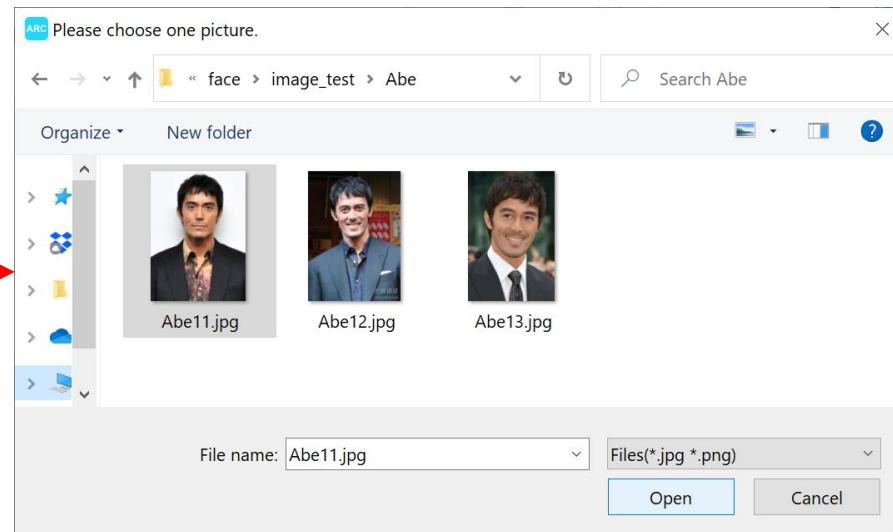 ARC Please choose one picture.
« face > image_test > Abe
Search Abe
Organize
New folder
?
Abe11.jpg
Abe12.jpg
Abe13.jpg
File name: Abe11.jpg
Files(*.jpg *.png)
Open
Cancel